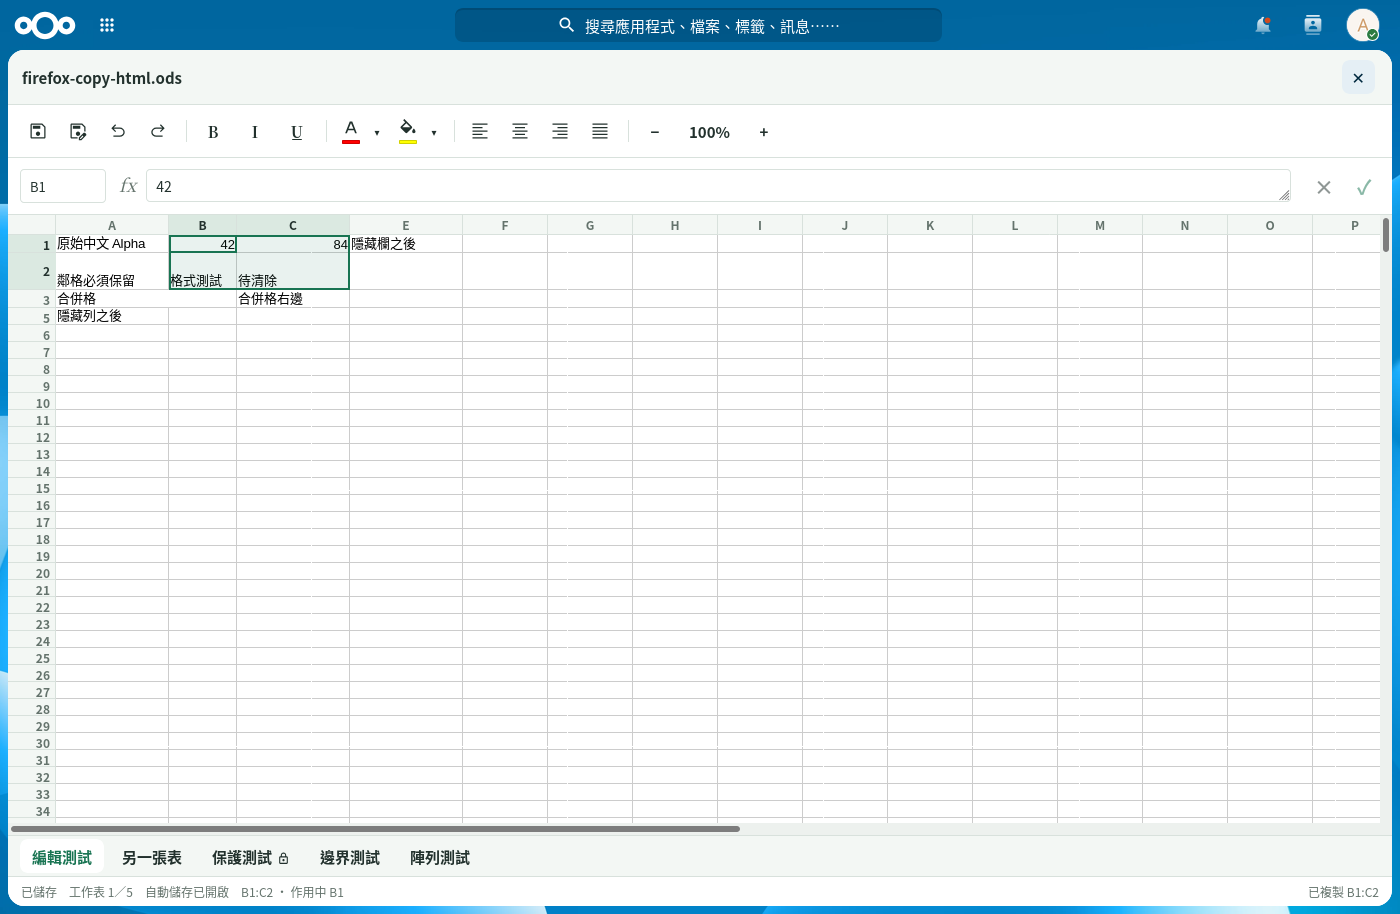 搜尋應用程式、檔案、標籤、訊息……
A
firefox-copy-html.ods
B I U A 100%
B1 fx 42
A B C E F G H I J K L M N O P
1 原始中文 Alpha 42 84 隱藏欄之後
2 鄰格必須保留 格式測試 待清除
3 合併格 合併格右邊
5 隱藏列之後
6
7
8
9
10
11
12
13
14
15
16
17
18
19
20
21
22
23
24
25
26
27
28
29
30
31
32
33
34
編輯測試 另一張表 保護測試 邊界測試 陣列測試
已儲存 工作表 1／5 自動儲存已開啟 B1:C2 · 作用中 B1 已複製 B1:C2